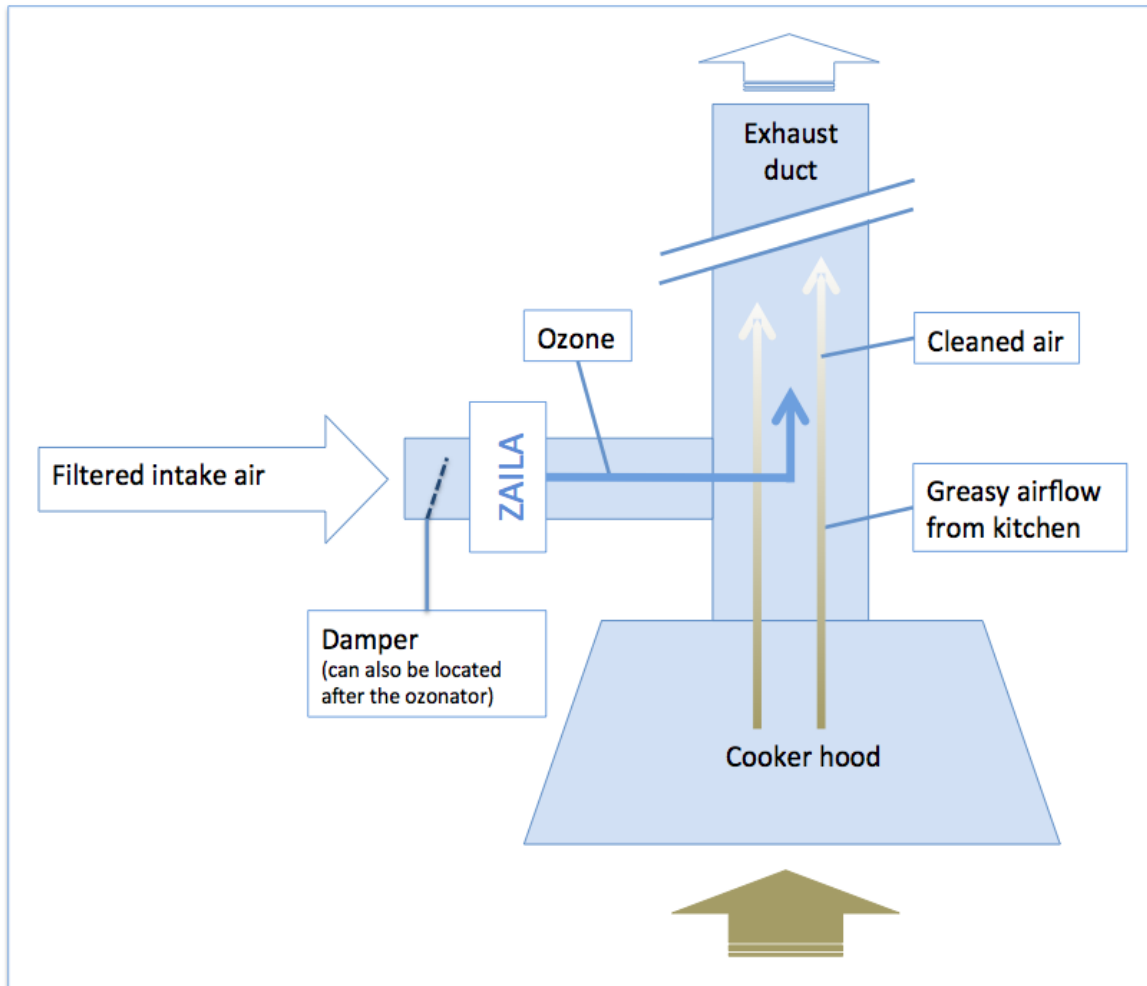 Exhaust
duct
Ozone
Cleaned air
Filtered intake air
ZAILA
Greasy airflow
from kitchen
Damper
(can also be located
after the ozonator)
Cooker hood